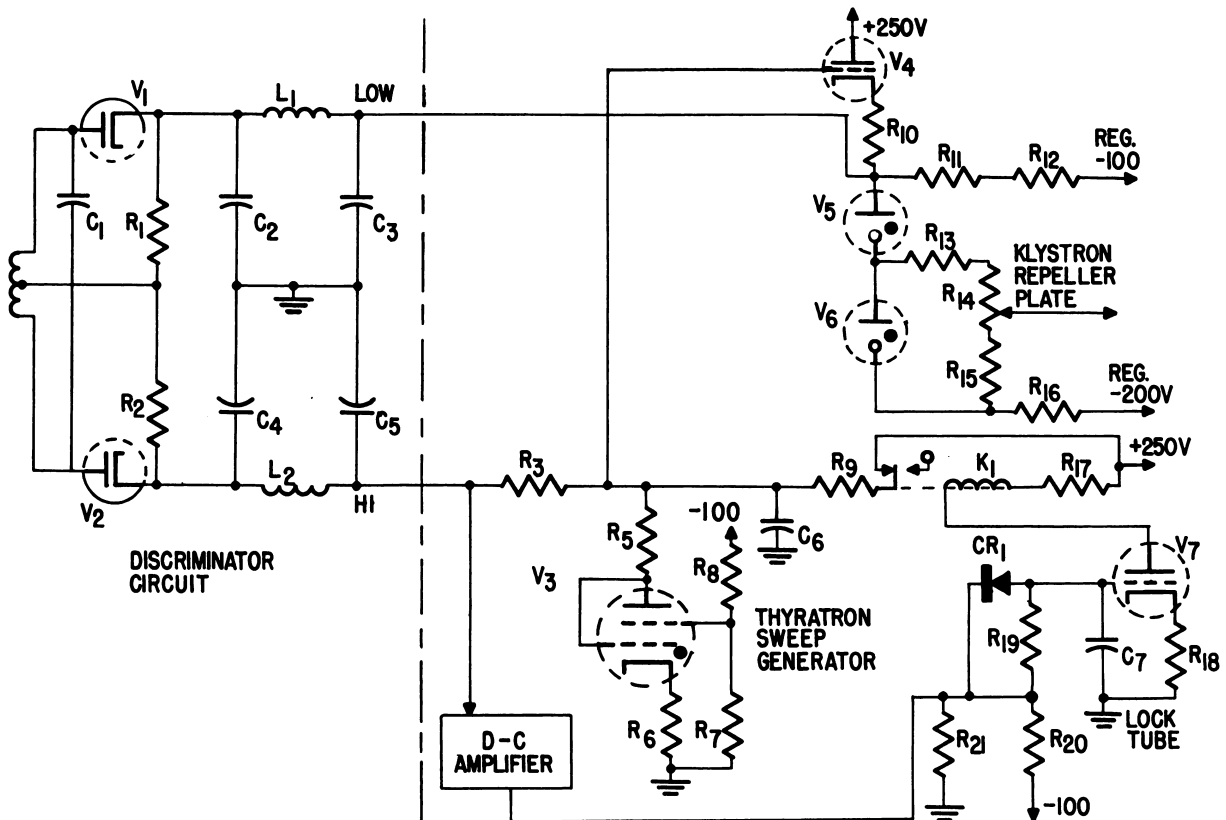 +250V
V4
V1
L1
LOW
R10
R11
R12
REG.
-100
C1
R1
C2
C3
V5
R13
KLYSTRON
REPELLER
PLATE
R14
V6
R15
R16
REG.
-200V
R2
C4
C5
L2
HI
V2
R3
R9
K1
R17
+250V
R5
-100
C6
R8
CR1
V7
DISCRIMINATOR
CIRCUIT
V3
THYRATRON
SWEEP
GENERATOR
R19
C7
R18
R6
R7
D-C
AMPLIFIER
R21
R20
LOCK
TUBE
-100